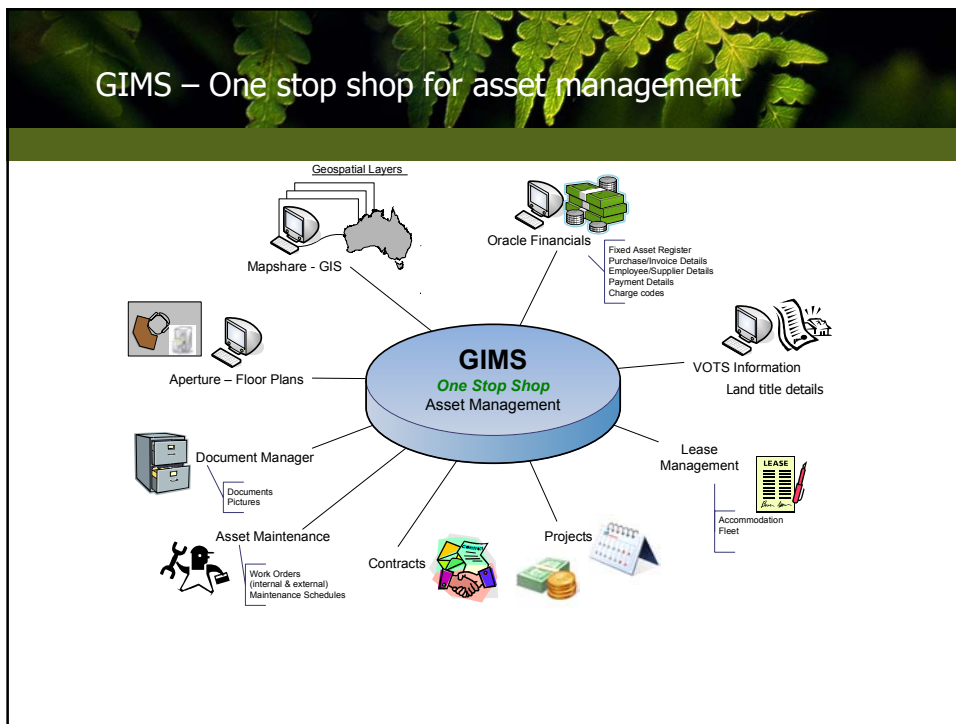 GIMS – One stop shop for asset management
Geospatial Layers
Mapshare - GIS
Oracle Financials
Fixed Asset Register
Purchase/Invoice Details
Employee/Supplier Details
Payment Details
Charge codes
Aperture – Floor Plans
GIMS
One Stop Shop
Asset Management
VOTS Information
Land title details
Document Manager
Documents
Pictures
Lease
Management
LEASE
Accommodation
Fleet
Asset Maintenance
Work Orders
(internal & external)
Maintenance Schedules
Contracts
Contract
Projects